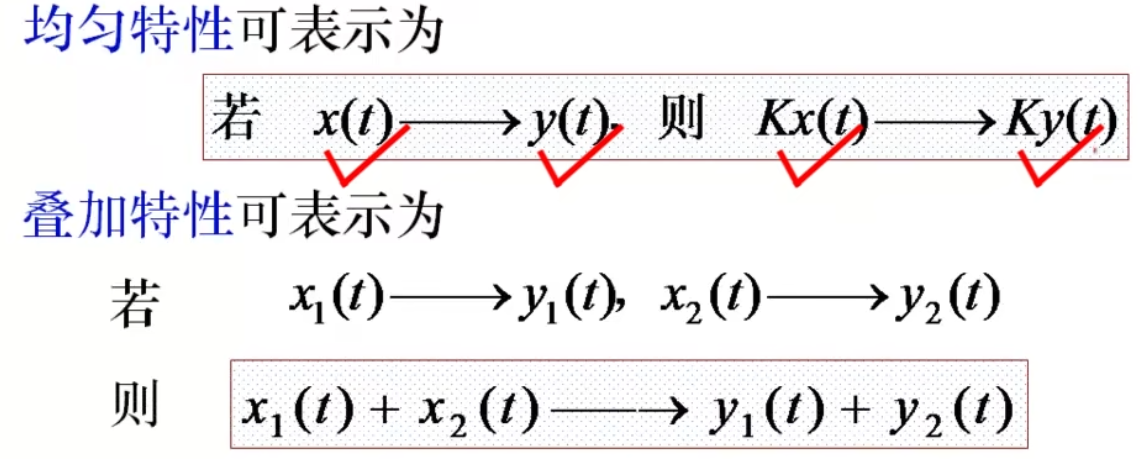 均匀特性可表示为
若 x(t)⟶y(t), 则 Kx(t)⟶Ky(t)
叠加特性可表示为
若 x₁(t)⟶y₁(t), x₂(t)⟶y₂(t)
则 x₁(t) + x₂(t)⟶y₁(t) + y₂(t)